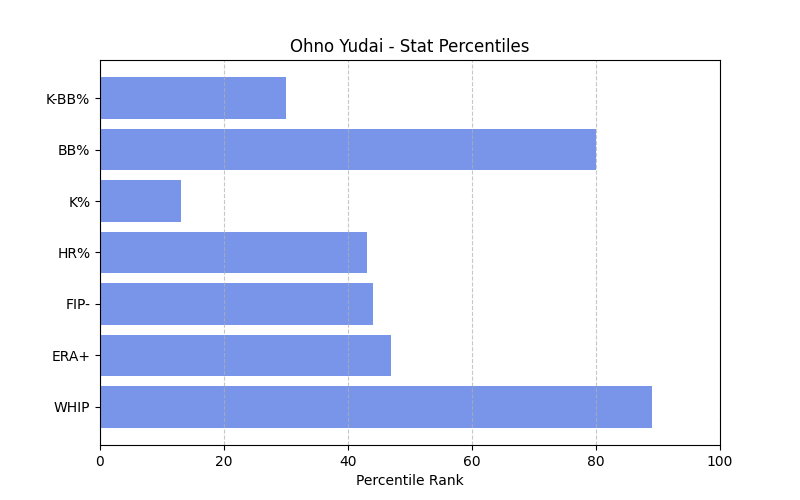 Ohno Yudai - Stat Percentiles
K-BB%
BB%
K%
HR%
FIP-
ERA+
WHIP
0 20 40 60 80 100
Percentile Rank